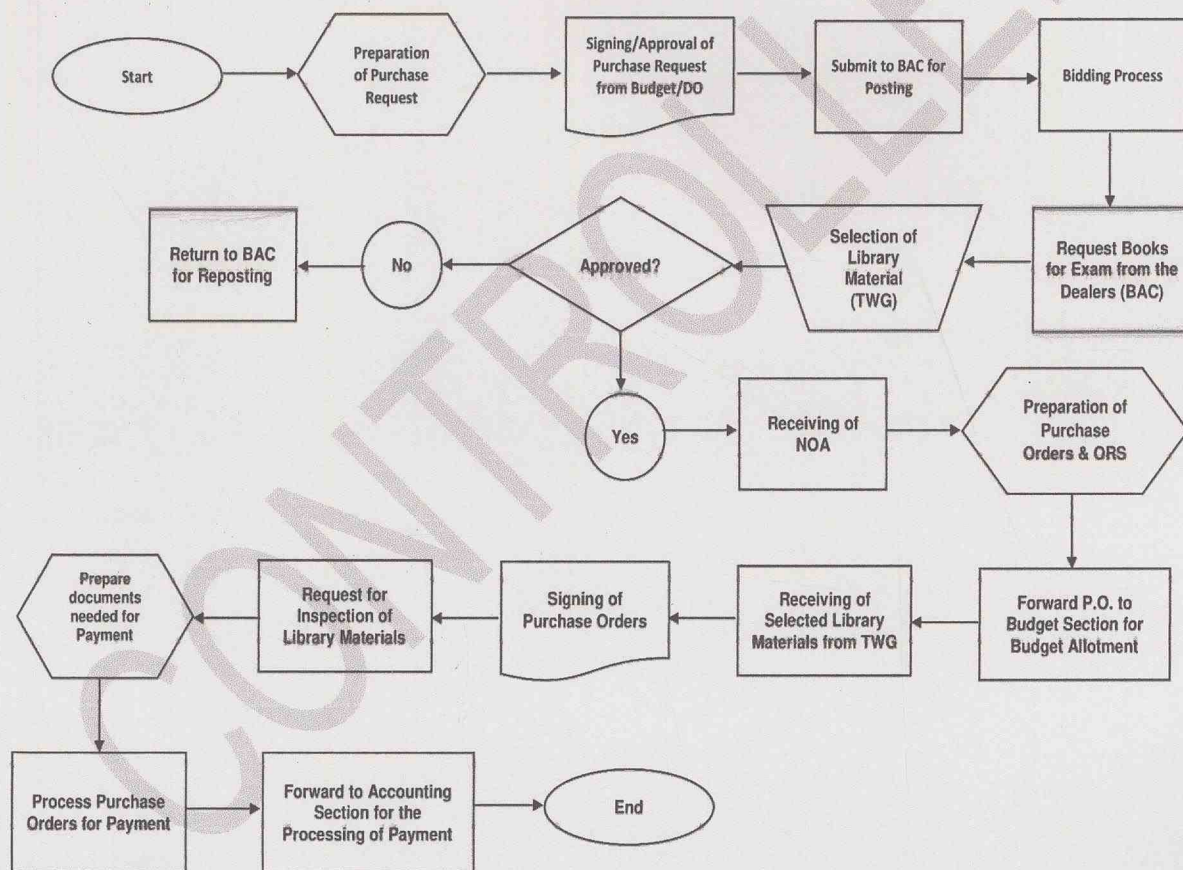 Start
Preparation
of Purchase
Request
Signing/Approval of
Purchase Request
from Budget/DO
Submit to BAC for
Posting
Bidding Process
Return to BAC
for Reposting
No
Approved?
Selection of
Library
Material
(TWG)
Request Books
for Exam from the
Dealers (BAC)
Yes
Receiving of
NOA
Preparation of
Purchase
Orders & ORS
Prepare
documents
needed for
Payment
Request for
Inspection of
Library Materials
Signing of
Purchase Orders
Receiving of
Selected Library
Materials from TWG
Forward P.O. to
Budget Section for
Budget Allotment
Process Purchase
Orders for Payment
Forward to Accounting
Section for the
Processing of Payment
End
CONTROLLE